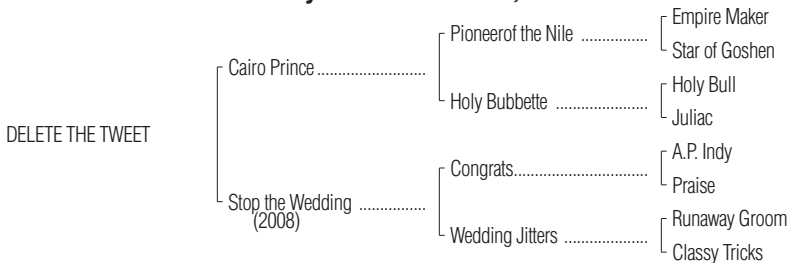 Empire Maker
Pioneerof the Nile ................
Star of Goshen
Cairo Prince ..........................
Holy Bull
Holy Bubbette ......................
Juliac
DELETE THE TWEET
A.P. Indy
Congrats................................
Praise
Stop the Wedding ................
(2008)
Runaway Groom
Wedding Jitters ....................
Classy Tricks